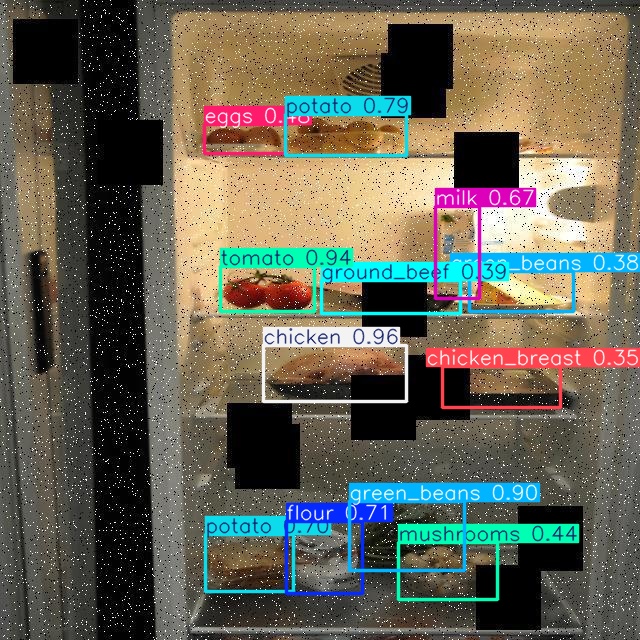 potato 0.79
eggs 0.48
milk 0.67
tomato 0.94
green_beans 0.38
ground_beef 0.39
chicken 0.96
chicken_breast 0.35
green_beans 0.90
flour 0.71
potato 0.70
mushrooms 0.44